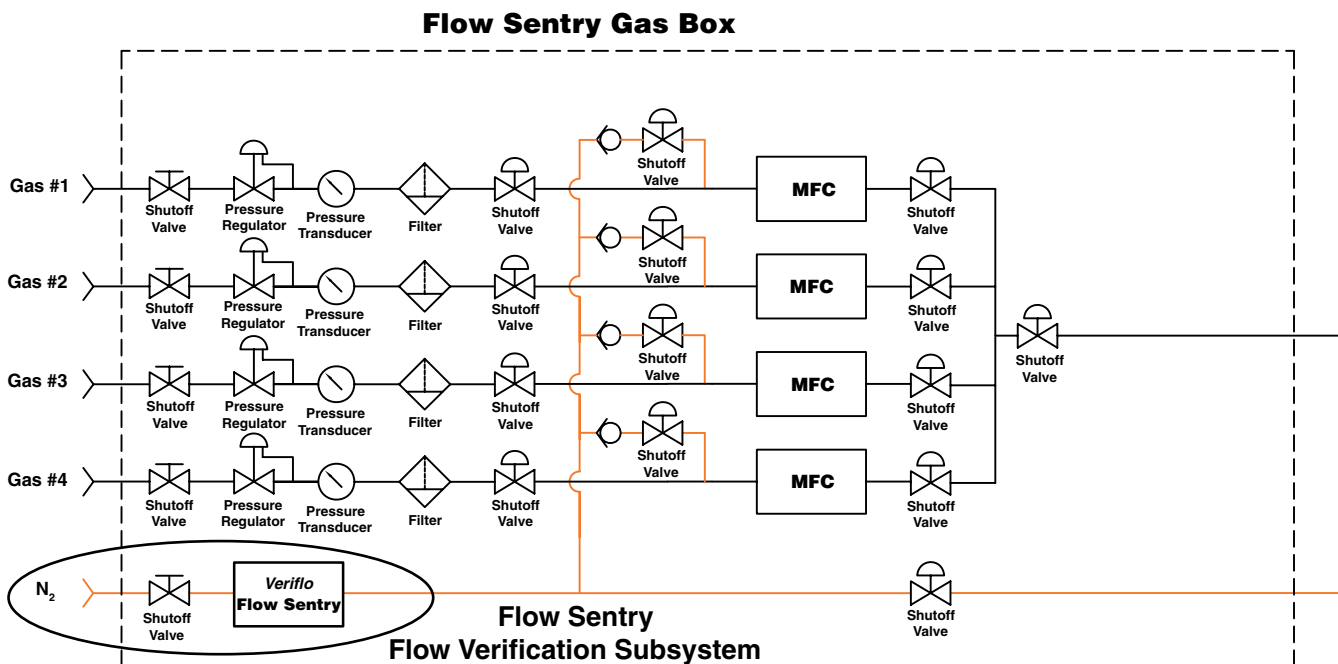 Flow Sentry Gas Box
Shutoff
Valve
Gas #1
MFC
Shutoff
Valve
Pressure
Regulator
Pressure
Transducer
Filter
Shutoff
Valve
Shutoff
Valve
Shutoff
Valve
Gas #2
MFC
Shutoff
Valve
Pressure
Regulator
Pressure
Transducer
Filter
Shutoff
Valve
Shutoff
Valve
Shutoff
Valve
Shutoff
Valve
Gas #3
MFC
Shutoff
Valve
Pressure
Regulator
Pressure
Transducer
Filter
Shutoff
Valve
Shutoff
Valve
Shutoff
Valve
Gas #4
MFC
Shutoff
Valve
Pressure
Regulator
Pressure
Transducer
Filter
Shutoff
Valve
Shutoff
Valve
N2
Veriflo
Flow Sentry
Shutoff
Valve
Flow Sentry
Flow Verification Subsystem
Shutoff
Valve